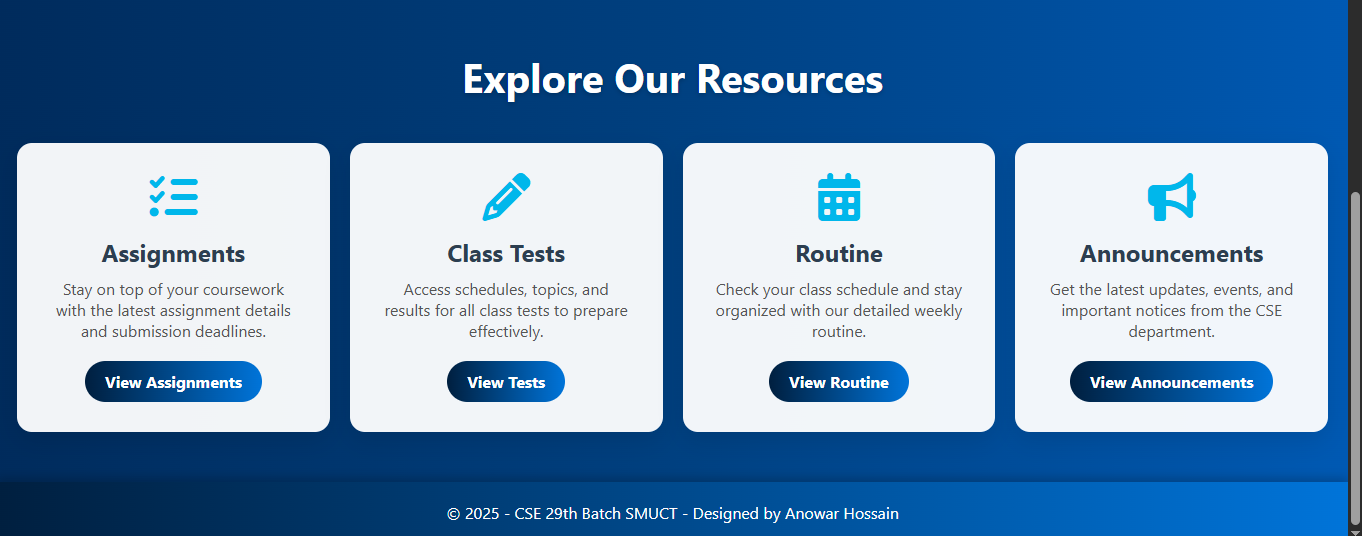 Explore Our Resources
Assignments
Stay on top of your coursework
with the latest assignment details
and submission deadlines.
View Assignments
Class Tests
Access schedules, topics, and
results for all class tests to prepare
effectively.
View Tests
Routine
Check your class schedule and stay
organized with our detailed weekly
routine.
View Routine
Announcements
Get the latest updates, events, and
important notices from the CSE
department.
View Announcements
© 2025 - CSE 29th Batch SMUCT - Designed by Anowar Hossain